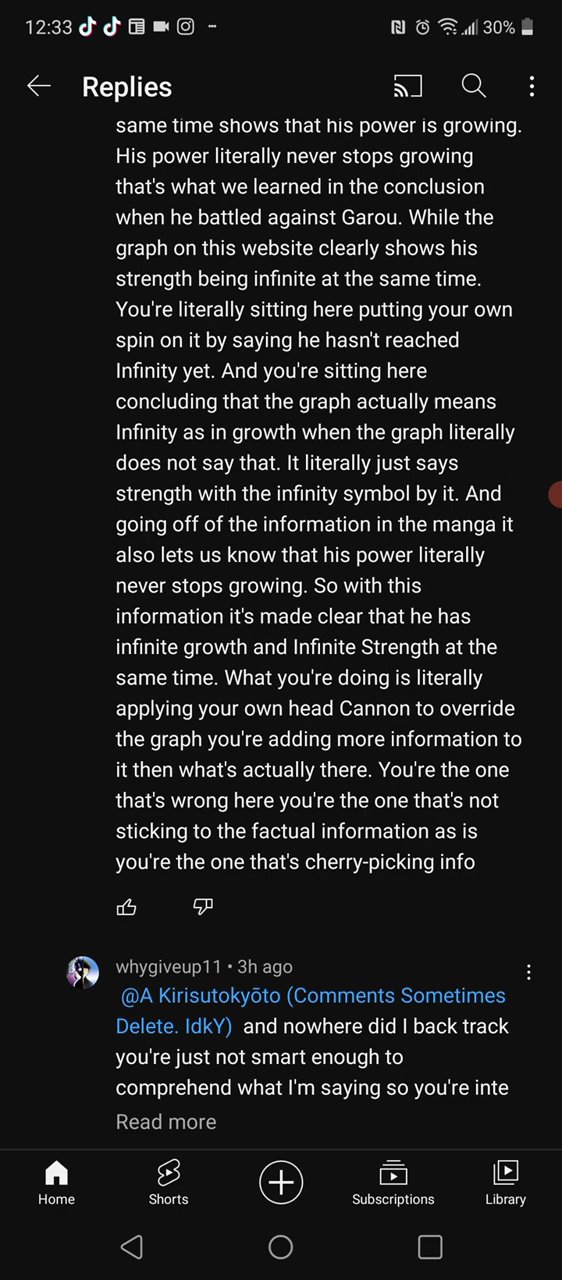 12:33
30%
Replies
same time shows that his power is growing.
His power literally never stops growing
that's what we learned in the conclusion
when he battled against Garou. While the
graph on this website clearly shows his
strength being infinite at the same time.
You're literally sitting here putting your own
spin on it by saying he hasn't reached
Infinity yet. And you're sitting here
concluding that the graph actually means
Infinity as in growth when the graph literally
does not say that. It literally just says
strength with the infinity symbol by it. And
going off of the information in the manga it
also lets us know that his power literally
never stops growing. So with this
information it's made clear that he has
infinite growth and Infinite Strength at the
same time. What you're doing is literally
applying your own head Cannon to override
the graph you're adding more information to
it then what's actually there. You're the one
that's wrong here you're the one that's not
sticking to the factual information as is
you're the one that's cherry-picking info
whygiveup11 • 3h ago
@A Kirisutokyōto (Comments Sometimes
Delete. IdkY) and nowhere did I back track
you're just not smart enough to
comprehend what I'm saying so you're inte
Read more
Home
Shorts
Subscriptions
Library